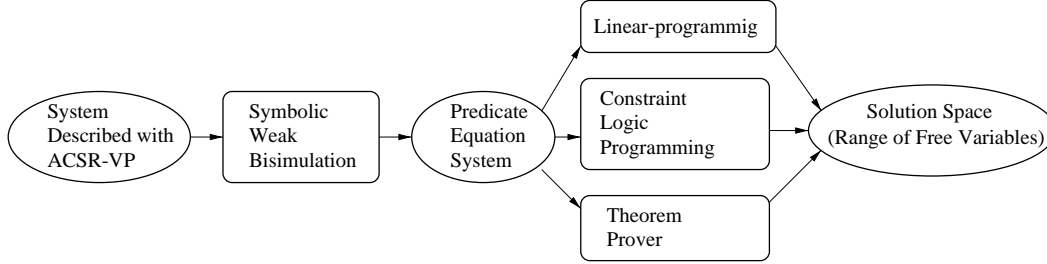 System
Described with
ACSR-VP
Symbolic
Weak
Bisimulation
Predicate
Equation
System
Linear-programmig
Constraint
Logic
Programming
Theorem
Prover
Solution Space
(Range of Free Variables)